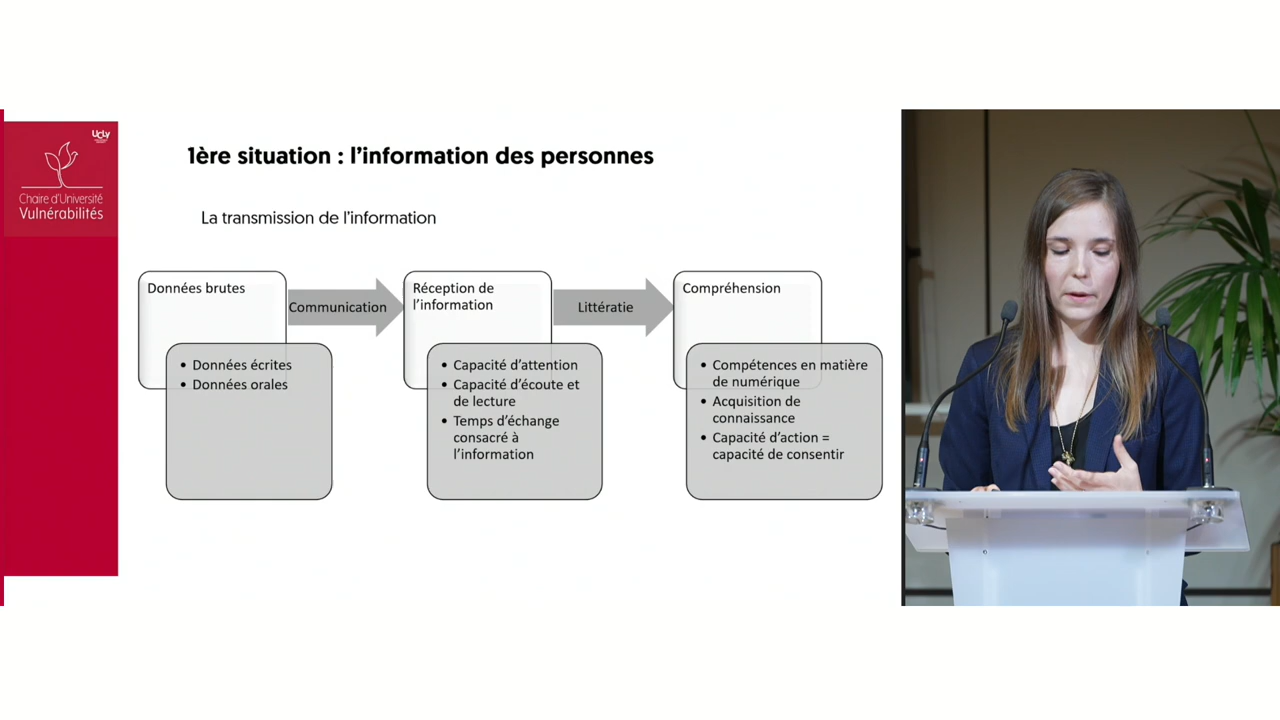 UCLy
Chaire d'Université
Vulnérabilités
1ère situation : l'information des personnes
La transmission de l'information
Données brutes
• Données écrites
• Données orales
Communication
Réception de
l'information
• Capacité d'attention
• Capacité d'écoute et
de lecture
• Temps d'échange
consacré à
l'information
Littératie
Compréhension
• Compétences en matière
de numérique
• Acquisition de
connaissance
• Capacité d'action =
capacité de consentir